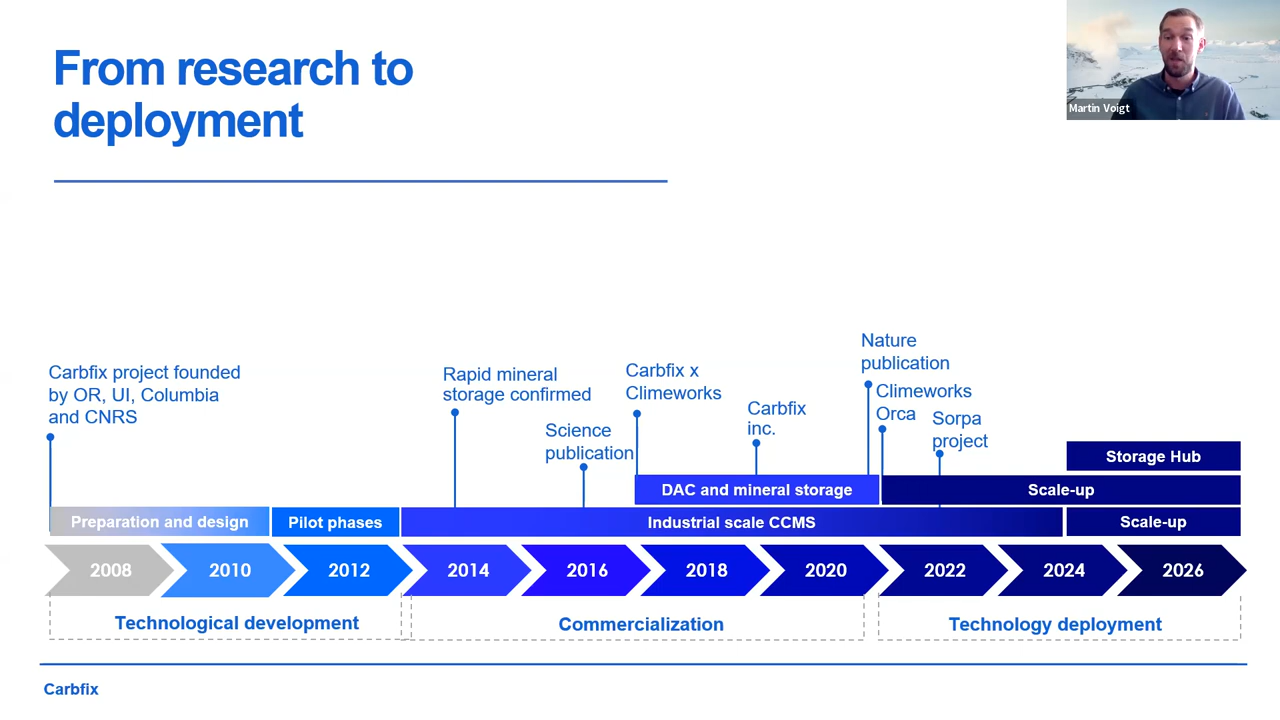 From research to
deployment
Martin Voigt
Nature
publication
Carbfix project founded
by OR, UI, Columbia
and CNRS
Rapid mineral
storage confirmed
Science
publication
Carbfix x
Climeworks
Carbfix
inc.
Climeworks
Orca
Sorpa
project
Storage Hub
DAC and mineral storage
Scale-up
Preparation and design
Pilot phases
Industrial scale CCMS
Scale-up
2008
2010
2012
2014
2016
2018
2020
2022
2024
2026
Technological development
Commercialization
Technology deployment
Carbfix